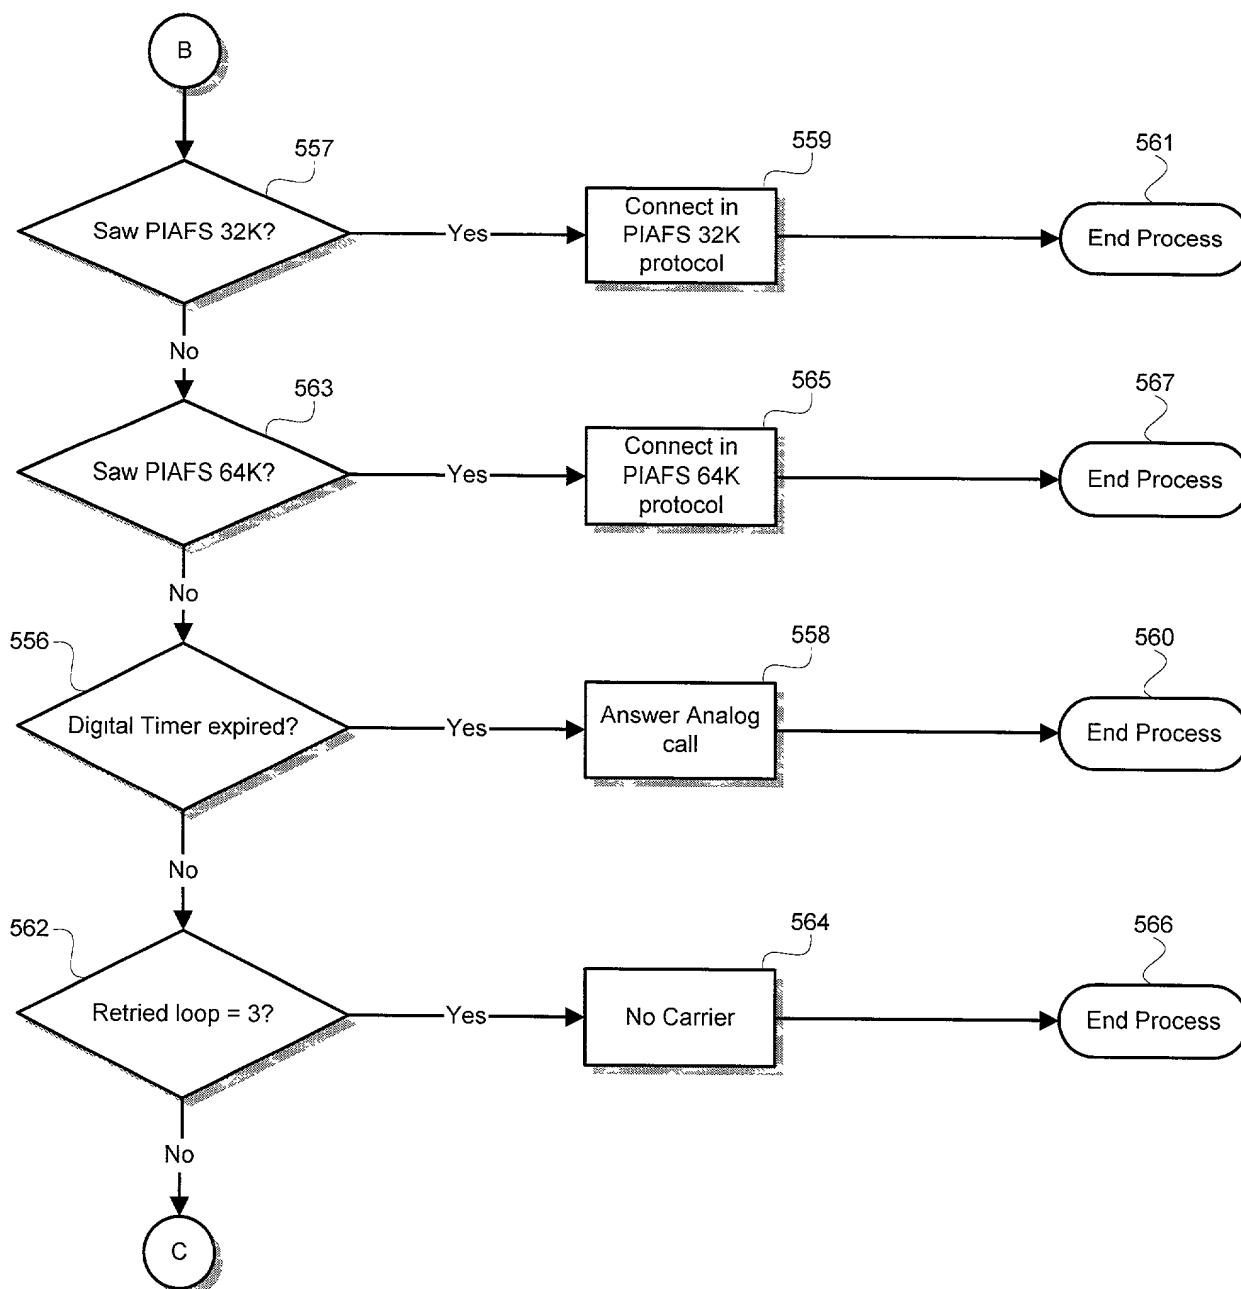 B
557
559
561
Saw PIAFS 32K?
Yes
Connect in
PIAFS 32K
protocol
End Process
No
563
565
567
Saw PIAFS 64K?
Yes
Connect in
PIAFS 64K
protocol
End Process
No
556
558
560
Digital Timer expired?
Yes
Answer Analog
call
End Process
No
562
564
566
Retried loop = 3?
Yes
No Carrier
End Process
No
C